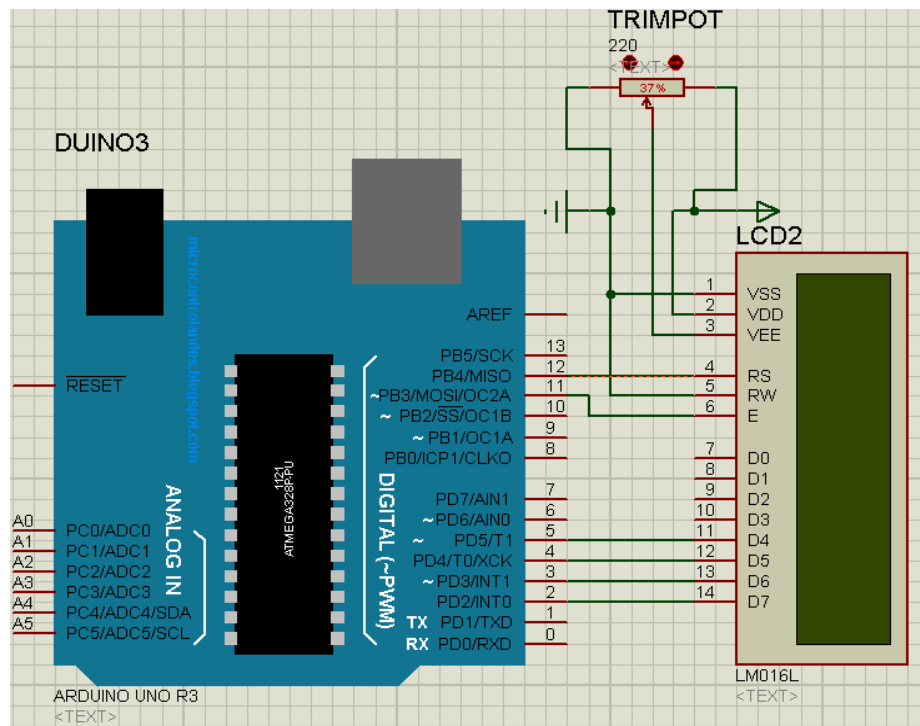 TRIMPOT
220
<TEXT>
37%
DUINO3
LCD2
microcontrolandos.blogspot.com
AREF
13
PB5/SCK
12
PB4/MISO
11
~PB3/MOSI/OC2A
10
~ PB2/SS/OC1B
9
~ PB1/OC1A
8
PB0/ICP1/CLKO
7
PD7/AIN1
6
~PD6/AIN0
5
~ PD5/T1
4
PD4/T0/XCK
3
~PD3/INT1
2
PD2/INT0
1
TX PD1/TXD
0
RX PD0/RXD
DIGITAL (~PWM)
1121
ATMEGA328P-PU
ANALOG IN
RESET
A0 PC0/ADC0
A1 PC1/ADC1
A2 PC2/ADC2
A3 PC3/ADC3
A4 PC4/ADC4/SDA
A5 PC5/ADC5/SCL
ARDUINO UNO R3
<TEXT>
1 VSS
2 VDD
3 VEE
4 RS
5 RW
6 E
7 D0
8 D1
9 D2
10 D3
11 D4
12 D5
13 D6
14 D7
LM016L
<TEXT>